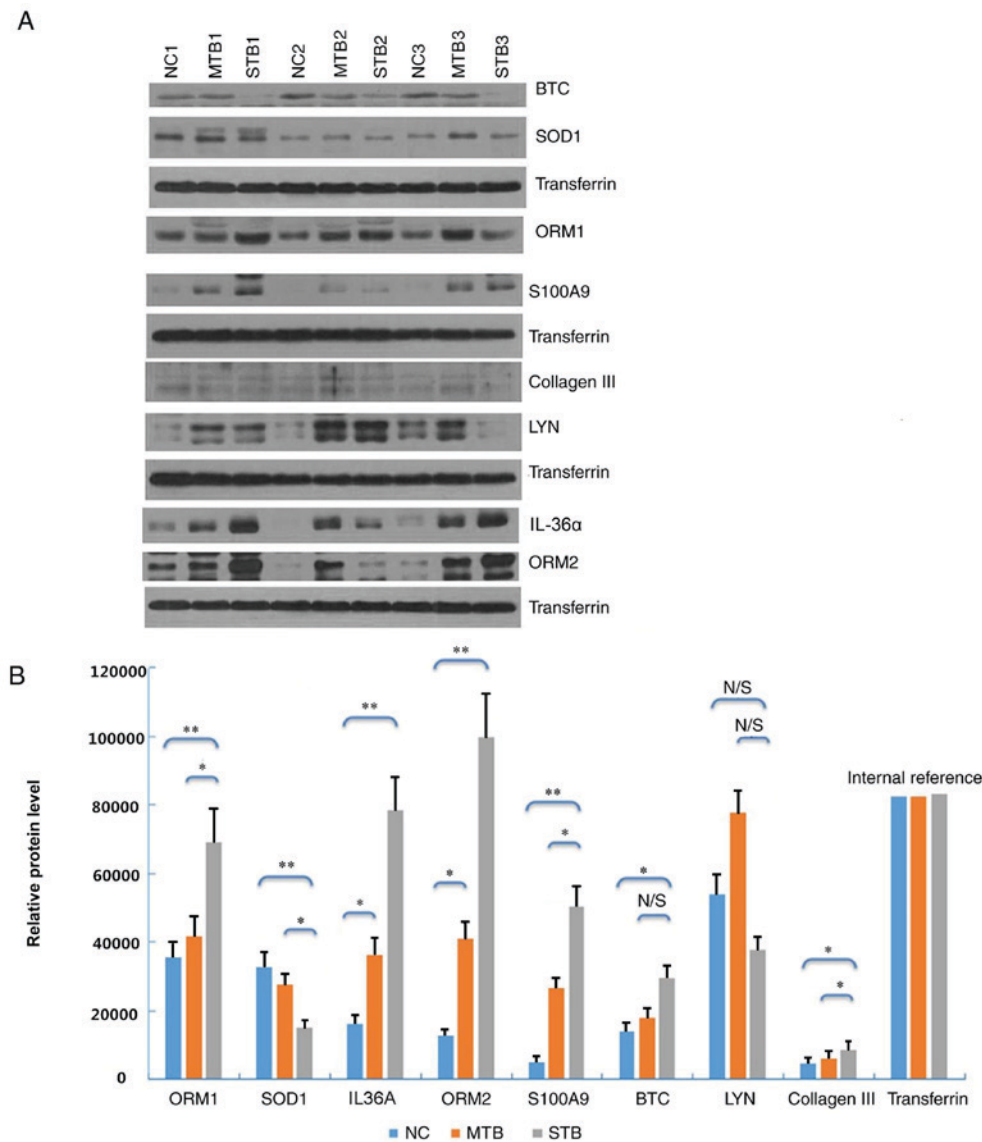 A
NC1 MTB1 STB1 NC2 MTB2 STB2 NC3 MTB3 STB3
BTC
SOD1
Transferrin
ORM1
S100A9
Transferrin
Collagen III
LYN
Transferrin
IL-36α
ORM2
Transferrin
B
Relative protein level
120000
100000
80000
60000
40000
20000
0
** *
** *
** *
** *
** *
* N/S
N/S N/S
* *
Internal reference
ORM1 SOD1 IL36A ORM2 S100A9 BTC LYN Collagen III Transferrin
NC MTB STB